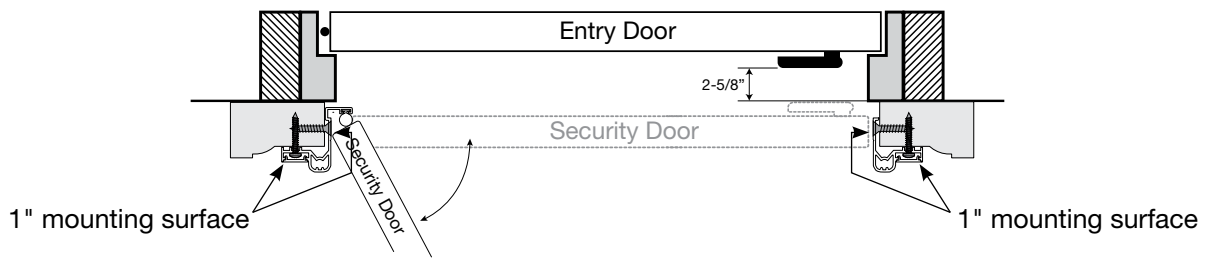 Entry Door
2-5/8”
Security Door
Security Door
1" mounting surface
1" mounting surface